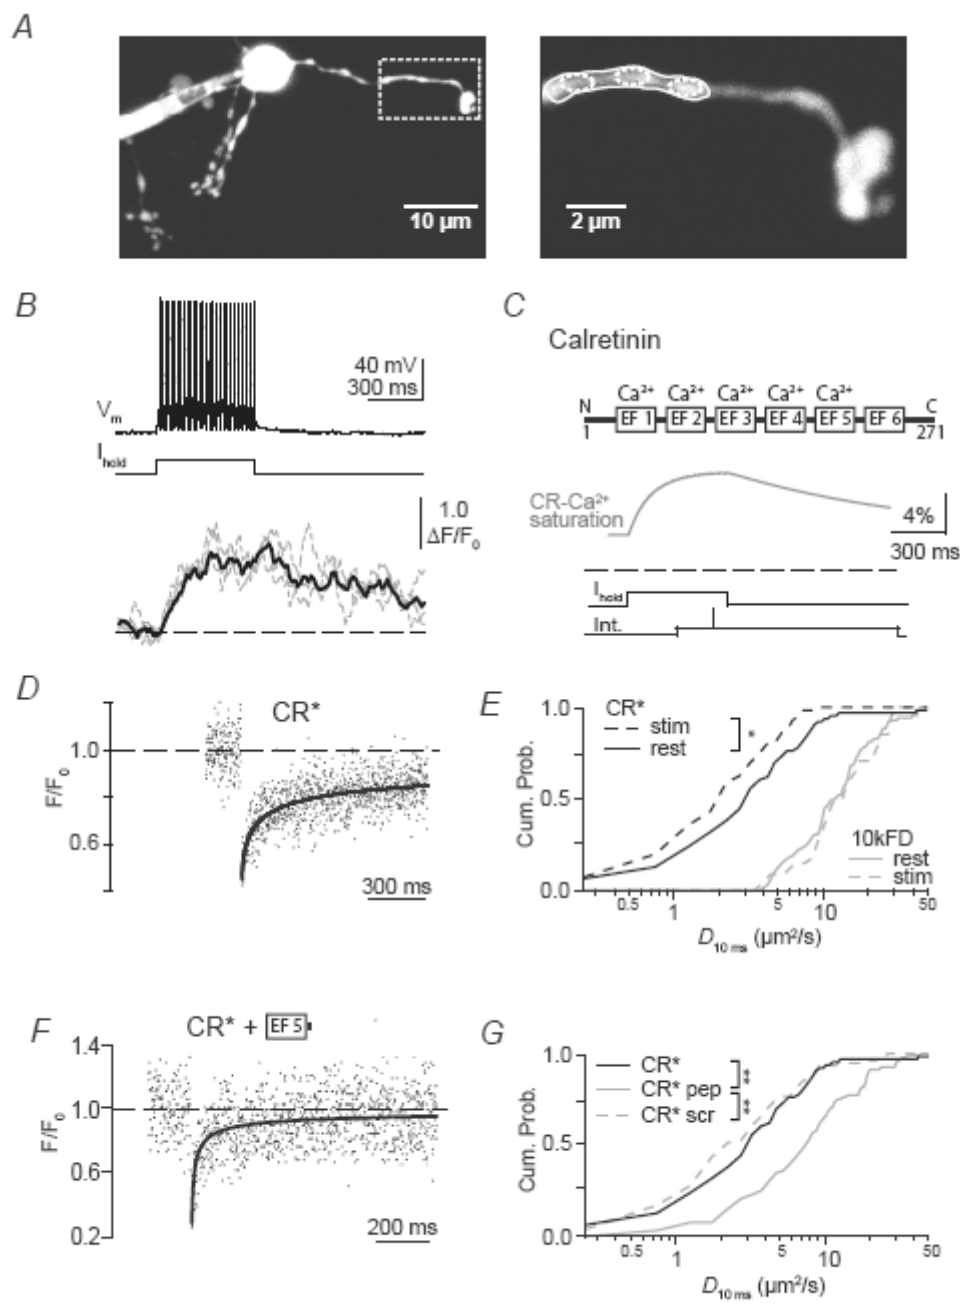 A
10 µm
2 µm
B
40 mV
300 ms
Vm
Ihold
1.0
ΔF/F0
C
Calretinin
Ca2+ Ca2+ Ca2+ Ca2+ Ca2+
N EF 1 EF 2 EF 3 EF 4 EF 5 EF 6 C
1 271
CR-Ca2+
saturation
4%
300 ms
Ihold
Int.
D
CR*
F/F0
1.0
0.6
300 ms
E
CR*
stim
rest
*
Cum. Prob.
1.0
0.5
0.0
10kFD
rest
stim
0.5 1 5 10 50
D10 ms (µm2/s)
F
CR* + EF 5
F/F0
1.4
1.0
0.6
0.2
200 ms
G
CR*
CR* pep
CR* scr
**
**
Cum. Prob.
1.0
0.5
0.0
0.5 1 5 10 50
D10 ms (µm2/s)